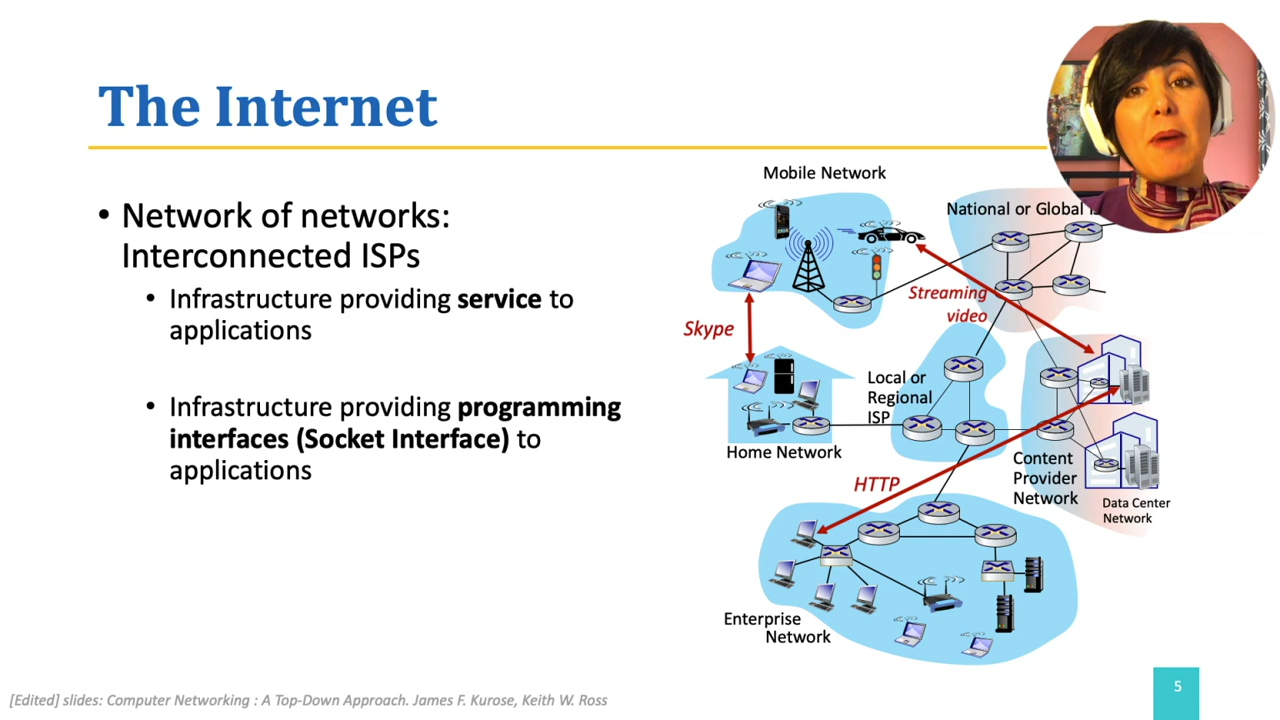 The Internet
• Network of networks:
Interconnected ISPs
• Infrastructure providing service to
applications
• Infrastructure providing programming
interfaces (Socket Interface) to
applications
Mobile Network
National or Global
Streaming
video
Skype
Local or
Regional
ISP
Home Network
Content
Provider
Network
HTTP
Data Center
Network
Enterprise
Network
[Edited] slides: Computer Networking : A Top-Down Approach. James F. Kurose, Keith W. Ross
5